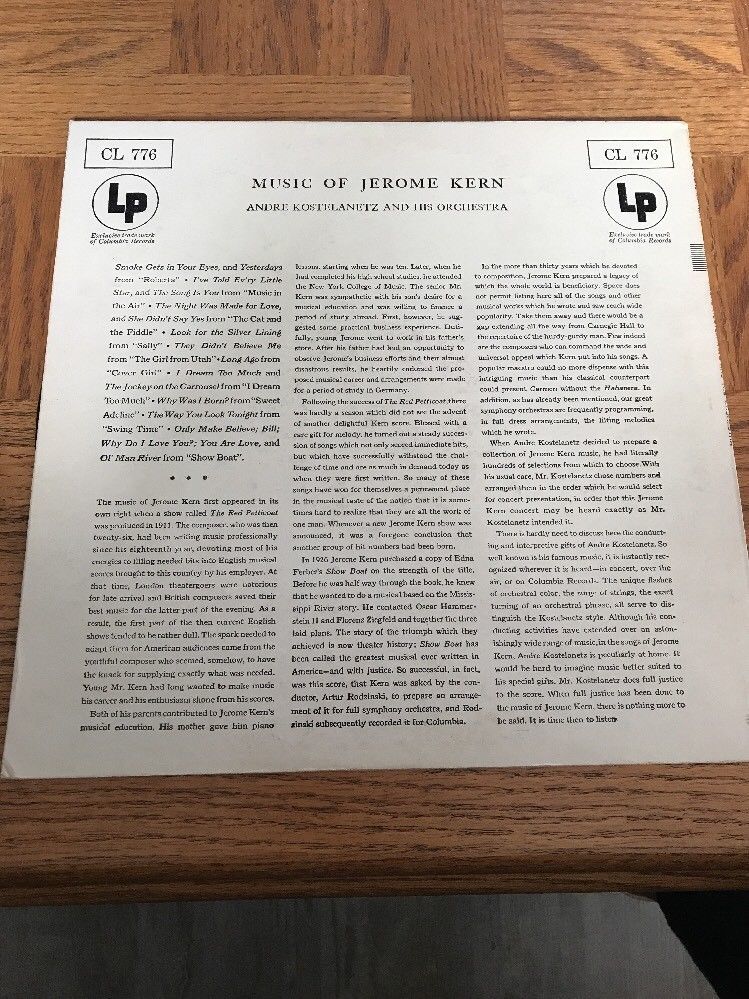 CL 776
CL 776
Lp
Lp
MUSIC OF JEROME KERN
ANDRE KOSTELANETZ AND HIS ORCHESTRA
Exclusive trade mark
of Columbia Records
Exclusive trade mark
of Columbia Records
Smoke Gets in Your Eyes, and Yesterdays
from "Roberta" • I've Told Ev'ry Little
Star, and The Song Is You from "Music in
the Air" • The Night Was Made for Love,
and She Didn't Say Yes from "The Cat and
the Fiddle" • Look for the Silver Lining
from "Sally" • They Didn't Believe Me
from "The Girl from Utah" • Long Ago from
"Cover Girl" • I Dream Too Much and
The Jockey on the Carousel from "I Dream
Too Much" • Why Was I Born? from "Sweet
Adeline" • The Way You Look Tonight from
"Swing Time" • Only Make Believe; Bill;
Why Do I Love You?; You Are Love, and
Ol' Man River from "Show Boat".
• • •
The music of Jerome Kern first appeared in its
own right when a show called The Red Petticoat
was produced in 1911. The composer, who was then
twenty-six, had been writing music professionally
since his eighteenth year, devoting most of his
energies to filling needed bits into English musical
scores brought to this country by his employer. At
that time, London theatergoers were notorious
for late arrival and British composers saved their
best music for the latter part of the evening. As a
result, the first part of the then current English
shows tended to be rather dull. The spark needed to
adapt them for American audiences came from the
youthful composer who seemed, somehow, to have
the knack for supplying exactly what was needed.
Young Mr. Kern had long wanted to make music
his career and his enthusiasm shone from his scores.
Both of his parents contributed to Jerome Kern's
musical education. His mother gave him piano
lessons, starting when he was ten. Later, when he
had completed his high school studies, he attended
the New York College of Music. The senior Mr.
Kern was sympathetic with his son's desire for a
musical education and was willing to finance a
period of study abroad. First, however, he sug-
gested some practical business experience. Duti-
fully, young Jerome went to work in his father's
store. After his father had had an opportunity to
observe Jerome's business efforts and their almost
disastrous results, he heartily endorsed the pro-
posed musical career and arrangements were made
for a period of study in Germany.
Following the success of The Red Petticoat there
was hardly a season which did not see the advent
of another delightful Kern score. Blessed with a
rare gift for melody, he turned out a steady succes-
sion of songs which not only scored immediate hits,
but which have successfully withstood the chal-
lenge of time and are as much in demand today as
when they were first written. So many of these
songs have won for themselves a permanent place
in the musical taste of the nation that it is some-
times hard to realize that they are all the work of
one man. Whenever a new Jerome Kern show was
announced, it was a foregone conclusion that
another group of hit numbers had been born.
In 1926 Jerome Kern purchased a copy of Edna
Ferber's Show Boat on the strength of the title.
Before he was half way through the book, he knew
that he wanted to do a musical based on the Missis-
sippi River story. He contacted Oscar Hammer-
stein II and Florenz Ziegfeld and together the three
laid plans. The story of the triumph which they
achieved is now theater history; Show Boat has
been called the greatest musical ever written in
America—and with justice. So successful, in fact,
was this score, that Kern was asked by the con-
ductor, Artur Rodzinski, to prepare an arrange-
ment of it for full symphony orchestra, and Rod-
zinski subsequently recorded it for Columbia.
In the more than thirty years which he devoted
to composition, Jerome Kern prepared a legacy of
which the whole world is beneficiary. Space does
not permit listing here all of the songs and other
musical works which he wrote and saw reach wide
popularity. Take them away and there would be a
gap extending all the way from Carnegie Hall to
the repertoire of the hurdy-gurdy man. Few indeed
are the composers who can command the wide and
universal appeal which Kern put into his songs. A
popular maestro could no more dispense with this
intriguing music than his classical counterpart
could present Carmen without the Habanera. In
addition, as has already been mentioned, our great
symphony orchestras are frequently programming,
in full dress arrangements, the lilting melodies
which he wrote.
When Andre Kostelanetz decided to prepare a
collection of Jerome Kern music, he had literally
hundreds of selections from which to choose. With
his usual care, Mr. Kostelanetz chose numbers and
arranged them in the order which he would select
for concert presentation, in order that this Jerome
Kern concert may be heard exactly as Mr.
Kostelanetz intended it.
There is hardly need to discuss here the conduct-
ing and interpretive gifts of Andre Kostelanetz. So
well known is his famous music, it is instantly rec-
ognized wherever it is heard—in concert, over the
air, or on Columbia Records. The unique flashes
of orchestral color, the surge of strings, the exact
turning of an orchestral phrase, all serve to dis-
tinguish the Kostelanetz style. Although his con-
ducting activities have extended over an aston-
ishingly wide range of music, in the songs of Jerome
Kern, Andre Kostelanetz is peculiarly at home. It
would be hard to imagine music better suited to
his special gifts. Mr. Kostelanetz does full justice
to the score. When full justice has been done to
the music of Jerome Kern, there is nothing more to
be said. It is time then to listen.